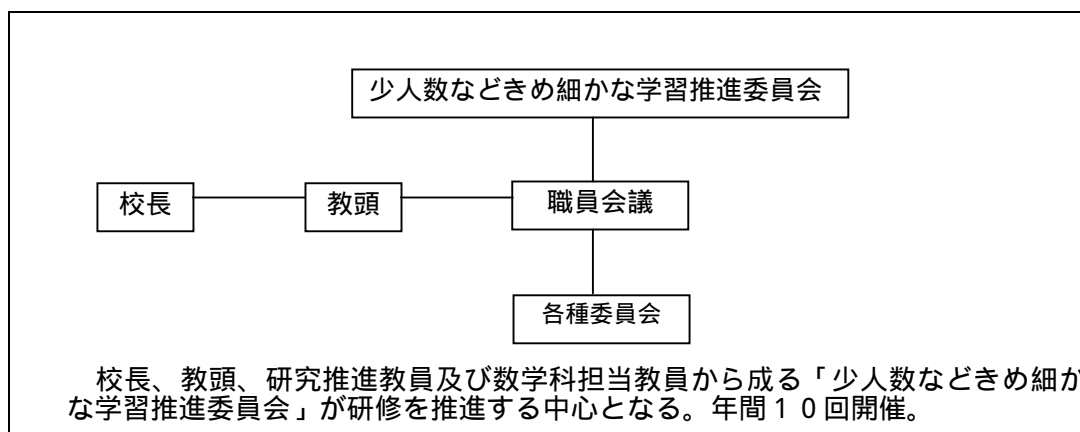 少人数などきめ細かな学習推進委員会
校長
教頭
職員会議
各種委員会
校長、教頭、研究推進教員及び数学科担当教員から成る「少人数などきめ細か
な学習推進委員会」が研修を推進する中心となる。年間１０回開催。